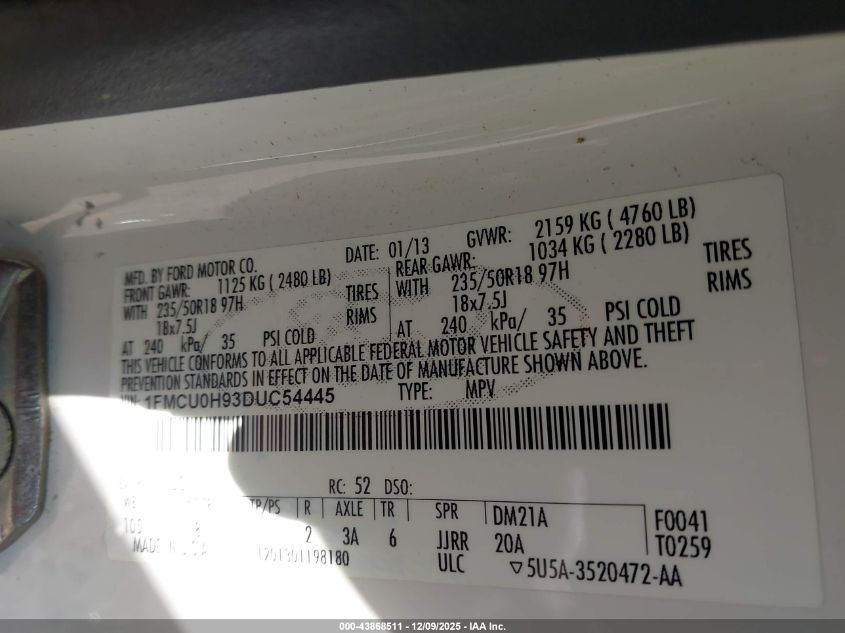 MFD. BY FORD MOTOR CO.
DATE: 01/13
GVWR: 2159 KG ( 4760 LB)
FRONT GAWR: 1125 KG ( 2480 LB)
REAR GAWR: 1034 KG ( 2280 LB)
WITH 235/50R18 97H TIRES
WITH 235/50R18 97H TIRES
18x7.5J RIMS
18x7.5J RIMS
AT 240 kPa/ 35 PSI COLD
AT 240 kPa/ 35 PSI COLD
THIS VEHICLE CONFORMS TO ALL APPLICABLE FEDERAL MOTOR VEHICLE SAFETY AND THEFT
PREVENTION STANDARDS IN EFFECT ON THE DATE OF MANUFACTURE SHOWN ABOVE.
VIN: 1FMCU0H93DUC54445 TYPE: MPV
RC: 52 DSO:
WB TP/PS R AXLE TR SPR DM21A F0041
105 2 3A 6 JJRR 20A T0259
MADE IN ULC
5U5A-3520472-AA
000-43868511 - 12/09/2025 - IAA Inc.